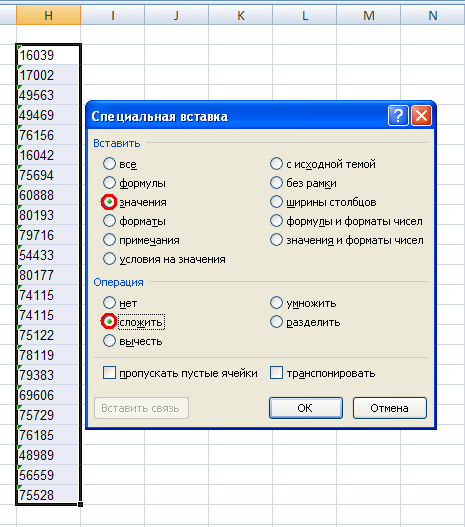 H I J K L M N
16039
17002
49563
49469
76156
16042
75694
60888
80193
79716
54433
80177
74115
74115
75122
78119
79383
69606
75729
76185
48989
56559
75528
Специальная вставка
Вставить
все
с исходной темой
формулы
без рамки
значения
ширины столбцов
форматы
формулы и форматы чисел
примечания
значения и форматы чисел
условия на значения
Операция
нет
умножить
сложить
разделить
вычесть
пропускать пустые ячейки
транспонировать
Вставить связь
ОК
Отмена